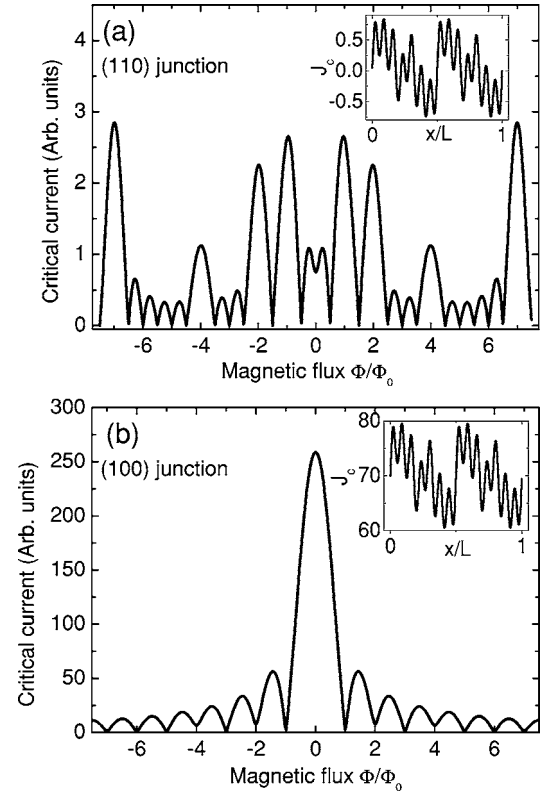 (a)
(110) junction
Critical current (Arb. units)
4
3
2
1
0
-6 -4 -2 0 2 4 6
Magnetic flux Φ/Φ0
Jc
0.5
0.0
-0.5
0 1
x/L
(b)
(100) junction
Critical current (Arb. units)
300
250
200
150
100
50
0
-6 -4 -2 0 2 4 6
Magnetic flux Φ/Φ0
Jc
80
70
60
0 1
x/L